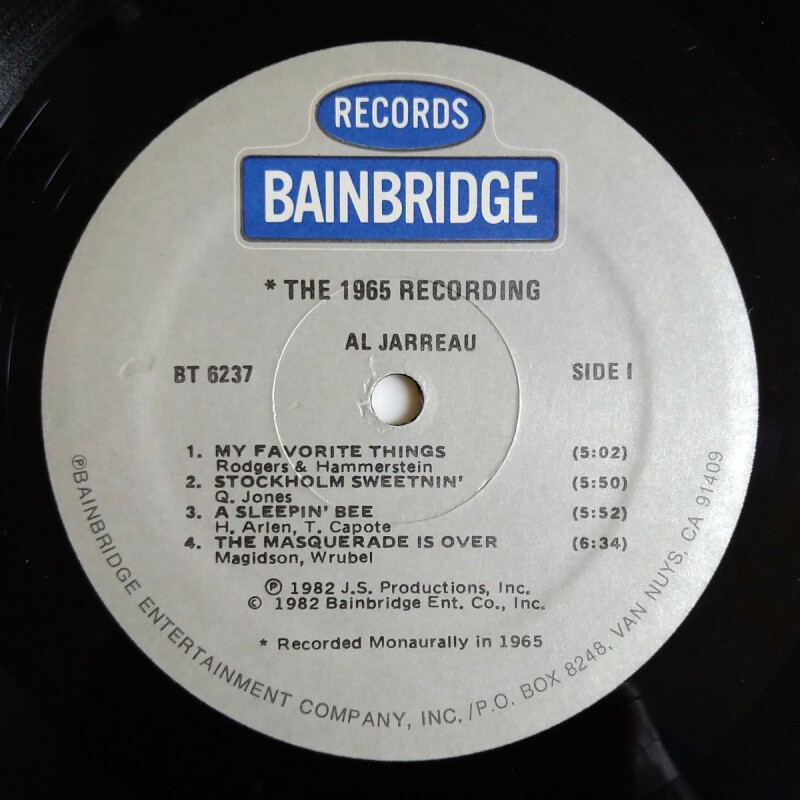 RECORDS
BAINBRIDGE
* THE 1965 RECORDING
AL JARREAU
BT 6237 SIDE I
1. MY FAVORITE THINGS (5:02)
Rodgers & Hammerstein
2. STOCKHOLM SWEETNIN' (5:50)
Q. Jones
3. A SLEEPIN' BEE (5:52)
H. Arlen, T. Capote
4. THE MASQUERADE IS OVER (6:34)
Magidson, Wrubel
℗ 1982 J.S. Productions, Inc.
© 1982 Bainbridge Ent. Co., Inc.
* Recorded Monaurally in 1965
℗BAINBRIDGE ENTERTAINMENT COMPANY, INC./P.O. BOX 8248, VAN NUYS, CA 91409